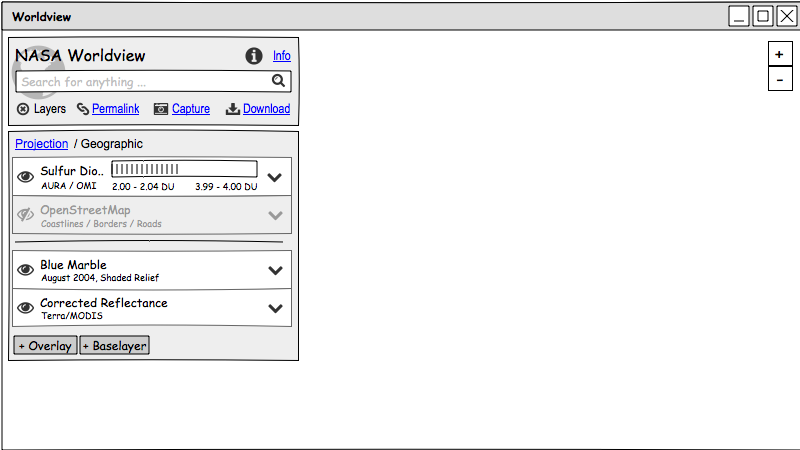 Worldview
NASA Worldview Info
Search for anything ...
Layers Permalink Capture Download
Projection / Geographic
Sulfur Dio..
AURA / OMI 2.00 - 2.04 DU 3.99 - 4.00 DU
OpenStreetMap
Coastlines / Borders / Roads
Blue Marble
August 2004, Shaded Relief
Corrected Reflectance
Terra/MODIS
+ Overlay + Baselayer
+
-